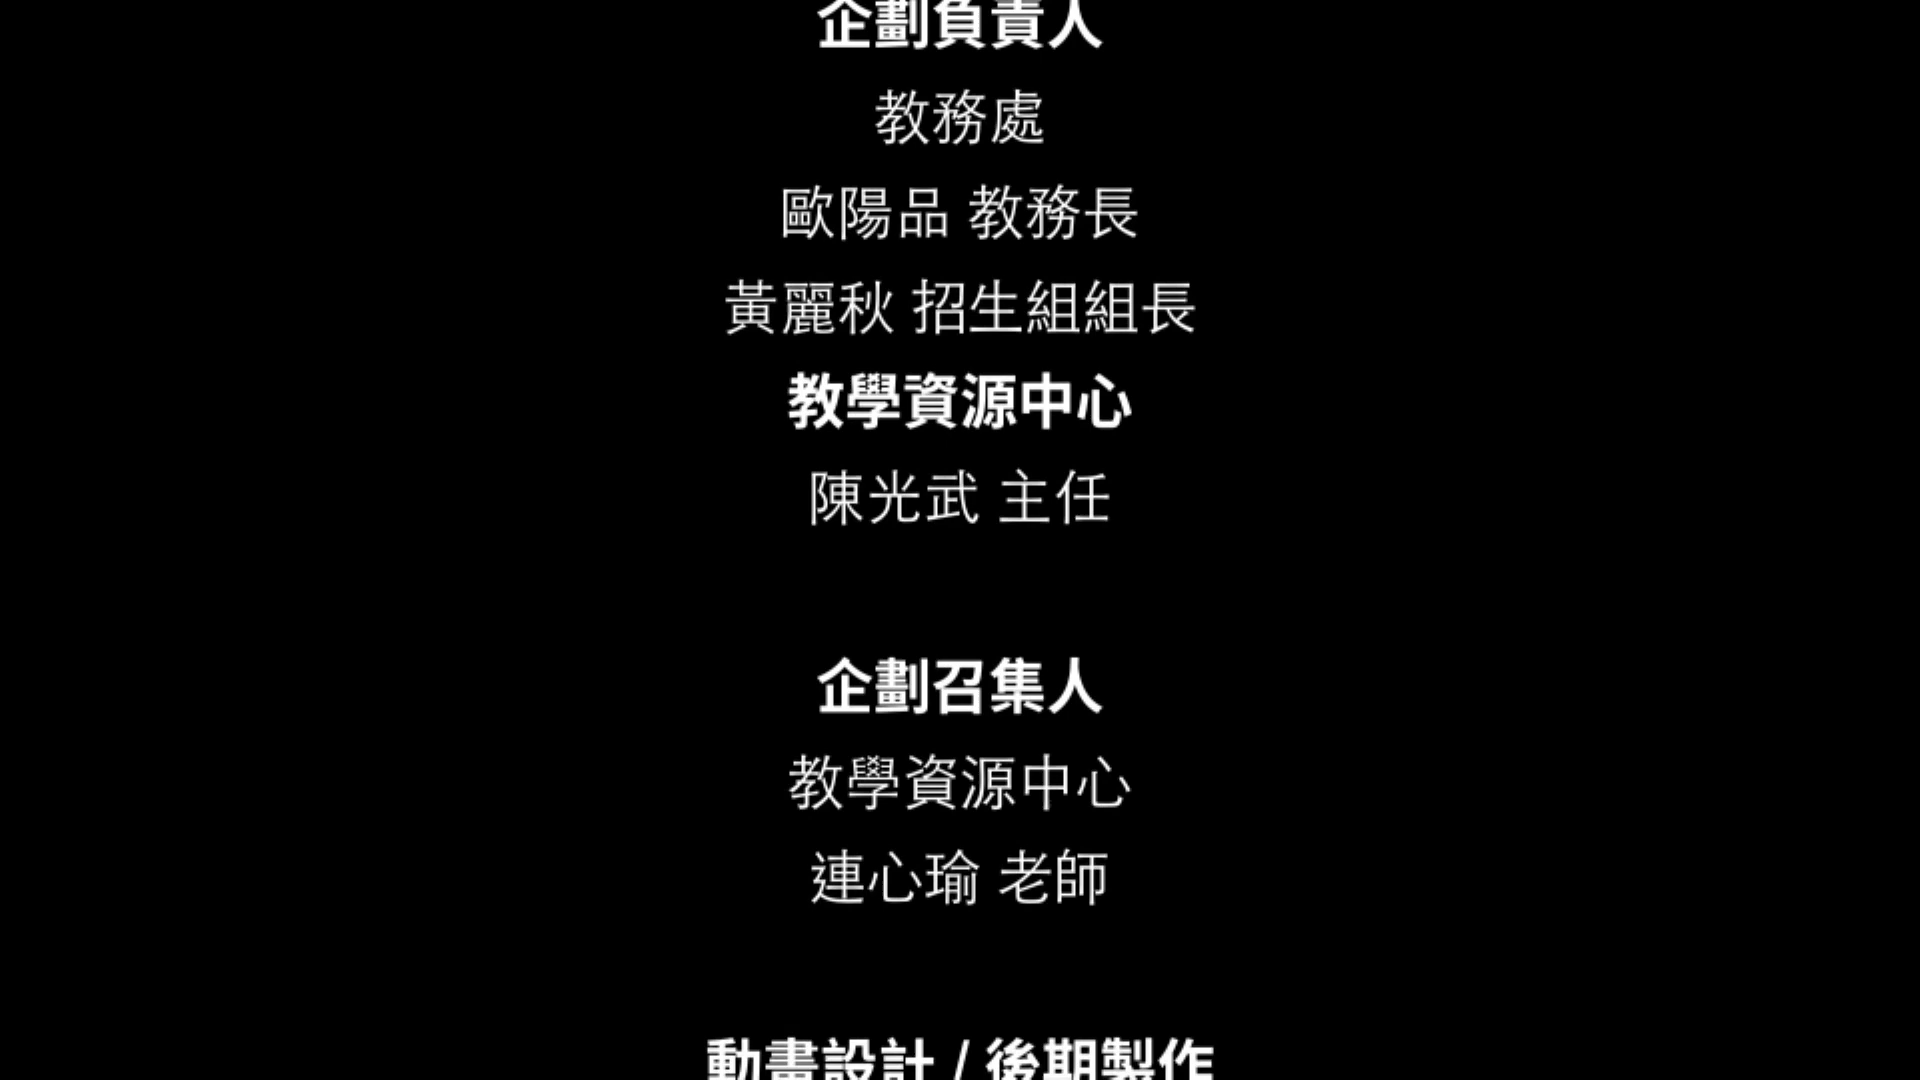 企劃負責人
教務處
歐陽品 教務長
黃麗秋 招生組組長
教學資源中心
陳光武 主任
企劃召集人
教學資源中心
連心瑜 老師
動畫設計 / 後期製作